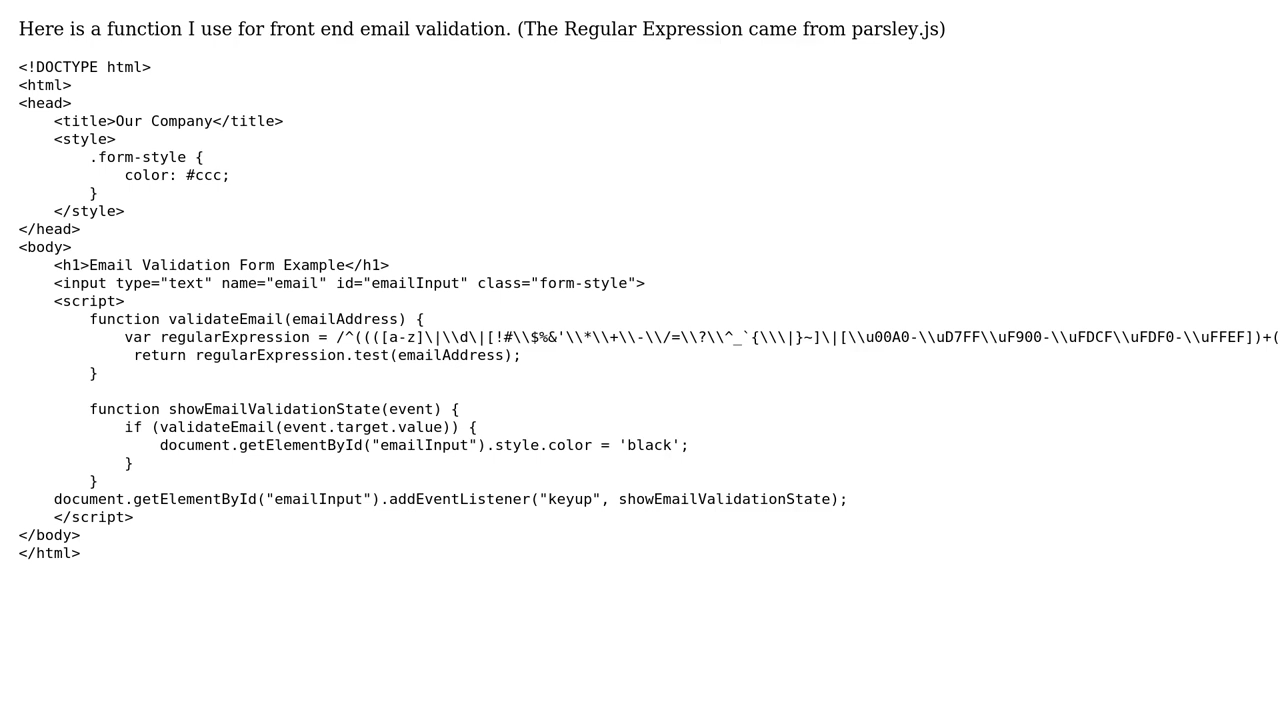 Here is a function I use for front end email validation. (The Regular Expression came from parsley.js)
<!DOCTYPE html>
<html>
<head>
    <title>Our Company</title>
    <style>
        .form-style {
            color: #ccc;
        }
    </style>
</head>
<body>
    <h1>Email Validation Form Example</h1>
    <input type="text" name="email" id="emailInput" class="form-style">
    <script>
        function validateEmail(emailAddress) {
            var regularExpression = /^((([a-z]\|\\d\|[!#\\$%&'\\*\\+\\-\\/=\\?\\^_`{\\\|}~]\|[\\u00A0-\\uD7FF\\uF900-\\uFDCF\\uFDF0-\\uFFEF])+(
             return regularExpression.test(emailAddress);
        }

        function showEmailValidationState(event) {
            if (validateEmail(event.target.value)) {
                document.getElementById("emailInput").style.color = 'black';
            }
        }
    document.getElementById("emailInput").addEventListener("keyup", showEmailValidationState);
    </script>
</body>
</html>